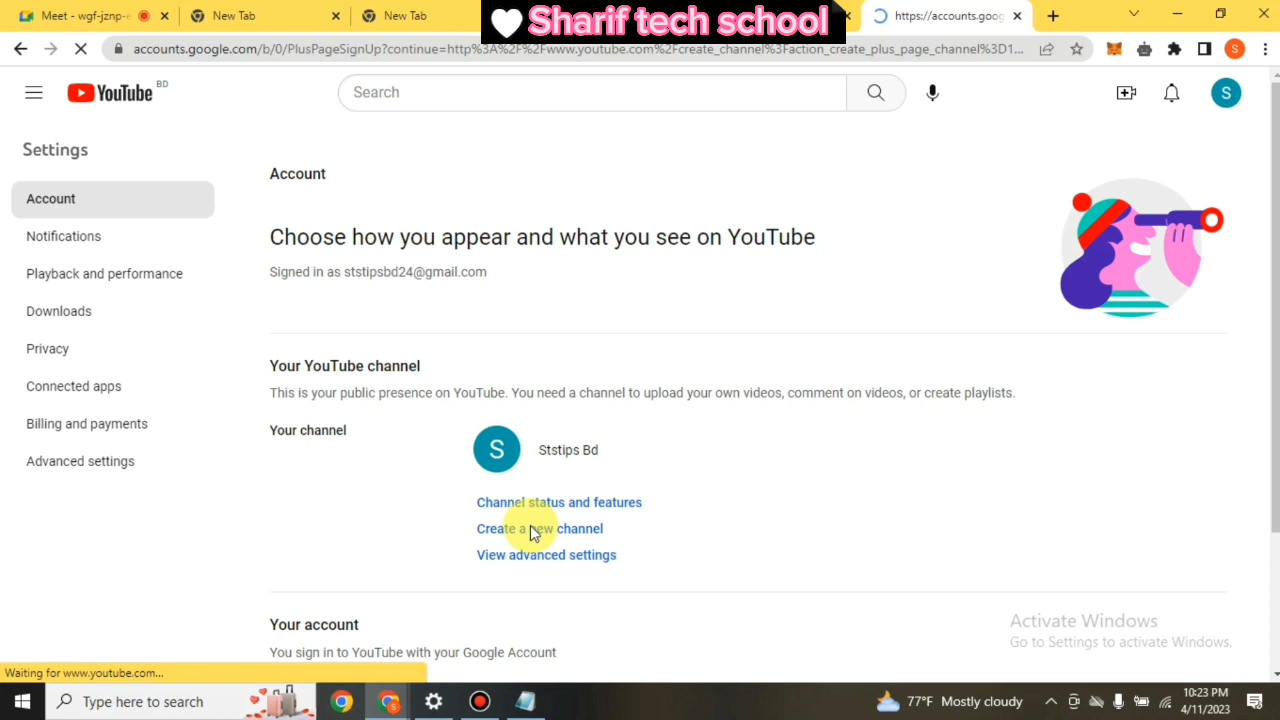 Meet - wgf-jznp-
New Tab
New Tab
Sharif tech school
https://accounts.goog
accounts.google.com/b/0/PlusPageSignUp?continue=http%3A%2F%2Fwww.youtube.com%2Fcreate_channel%3Faction_create_plus_page_channel%3D1...
S
YouTube BD
Search
S
Settings
Account
Notifications
Playback and performance
Downloads
Privacy
Connected apps
Billing and payments
Advanced settings
Account
Choose how you appear and what you see on YouTube
Signed in as ststipsbd24@gmail.com
Your YouTube channel
This is your public presence on YouTube. You need a channel to upload your own videos, comment on videos, or create playlists.
Your channel
S
Ststips Bd
Channel status and features
Create a new channel
View advanced settings
Your account
You sign in to YouTube with your Google Account
Activate Windows
Go to Settings to activate Windows.
Waiting for www.youtube.com...
Type here to search
77°F Mostly cloudy
10:23 PM
4/11/2023